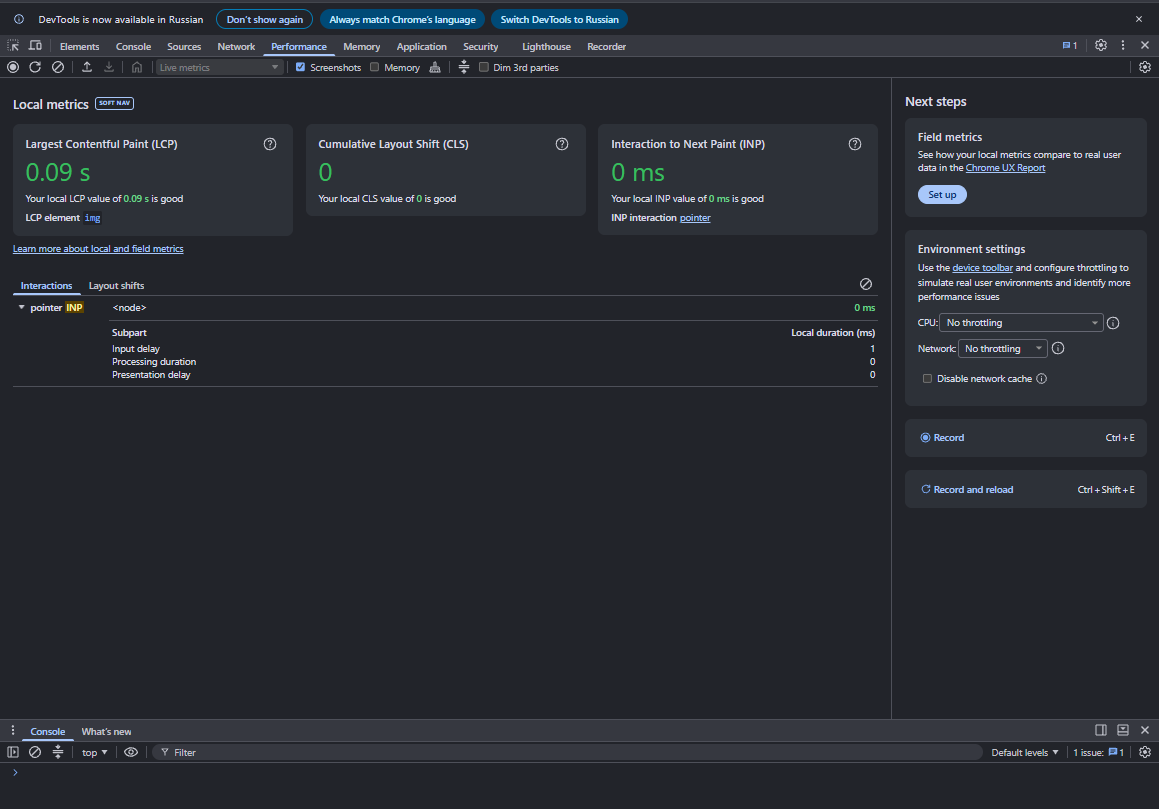 DevTools is now available in Russian Don't show again Always match Chrome's language Switch DevTools to Russian
Elements Console Sources Network Performance Memory Application Security Lighthouse Recorder 1
Live metrics Screenshots Memory Dim 3rd parties
Local metrics SOFT NAV
Largest Contentful Paint (LCP)
0.09 s
Your local LCP value of 0.09 s is good
LCP element img
Cumulative Layout Shift (CLS)
0
Your local CLS value of 0 is good
Interaction to Next Paint (INP)
0 ms
Your local INP value of 0 ms is good
INP interaction pointer
Learn more about local and field metrics
Interactions Layout shifts
pointer INP <node> 0 ms
Subpart Local duration (ms)
Input delay 1
Processing duration 0
Presentation delay 0
Next steps
Field metrics
See how your local metrics compare to real user
data in the Chrome UX Report
Set up
Environment settings
Use the device toolbar and configure throttling to
simulate real user environments and identify more
performance issues
CPU: No throttling
Network: No throttling
Disable network cache
Record Ctrl + E
Record and reload Ctrl + Shift + E
Console What's new
top Filter Default levels 1 issue: 1